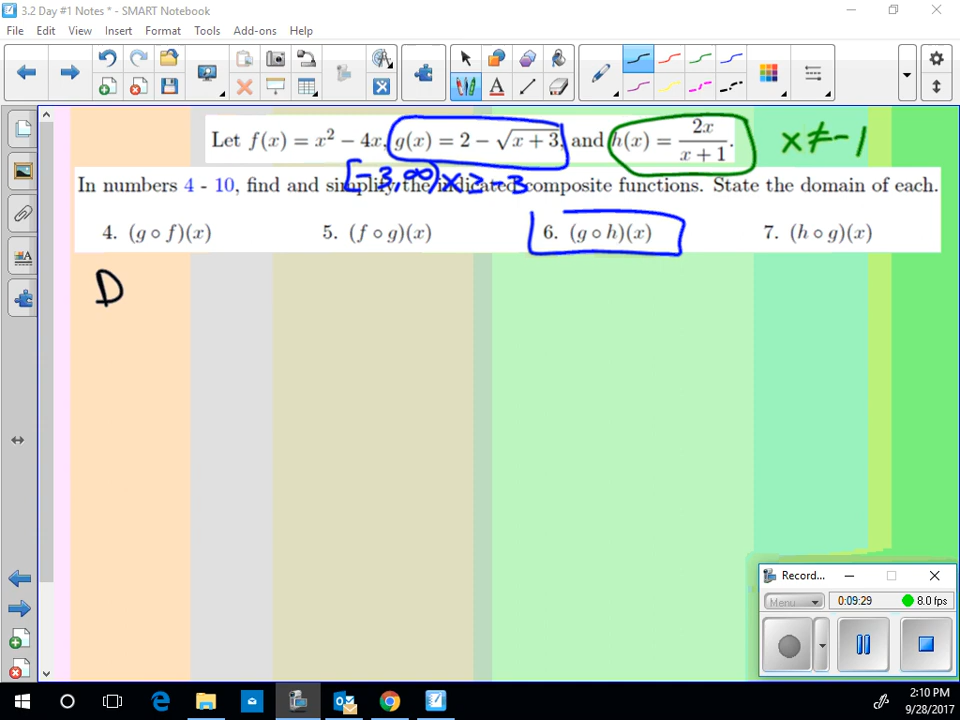 3.2 Day #1 Notes * - SMART Notebook
File Edit View Insert Format Tools Add-ons Help
Let f(x) = x² − 4x, g(x) = 2 − √(x + 3), and h(x) = 2x/(x + 1). x ≠ -1
[-3, ∞) x ≥ -3
In numbers 4 - 10, find and simplify the indicated composite functions. State the domain of each.
4. (g ∘ f)(x) 5. (f ∘ g)(x) 6. (g ∘ h)(x) 7. (h ∘ g)(x)
D
Record...
Menu 0:09:29 8.0 fps
2:10 PM
9/28/2017